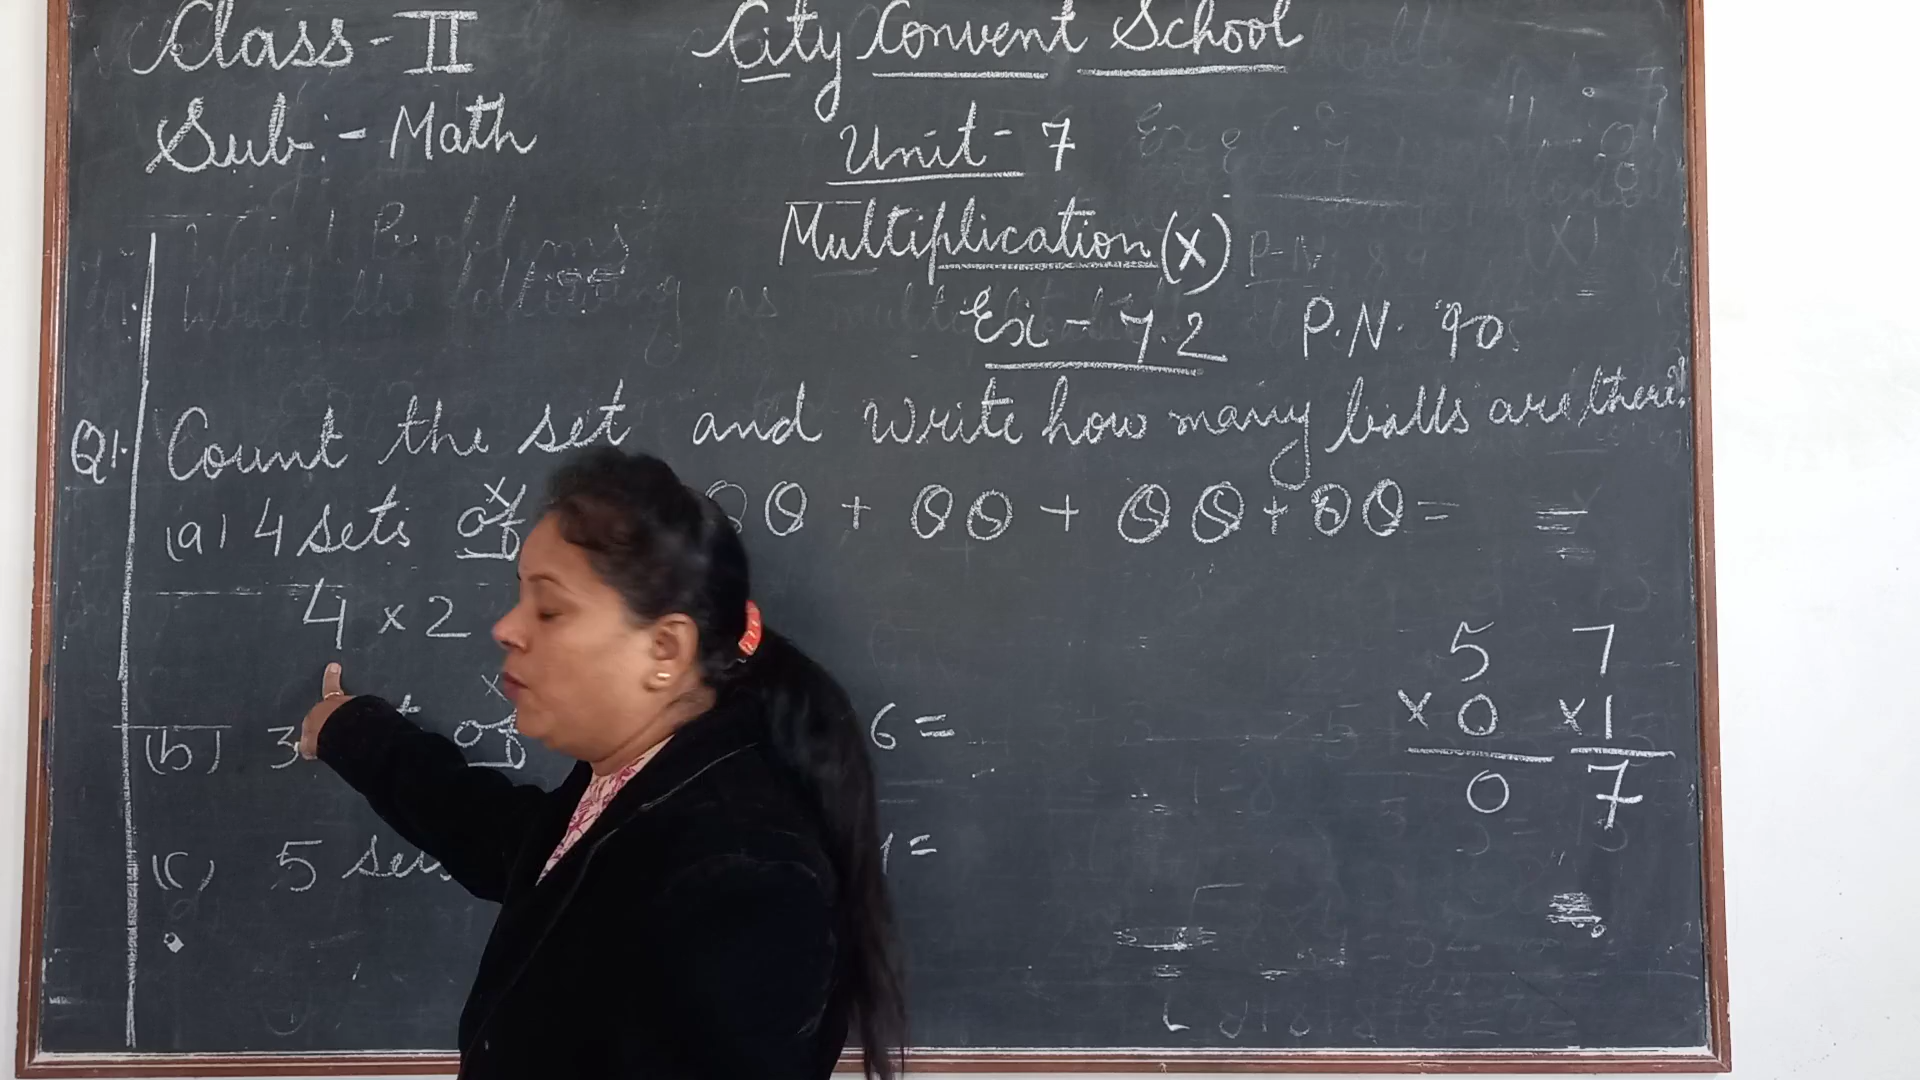 Class - II
City Convent School
Sub :- Math
Unit - 7
Multiplication (x)
Ex - 7.2 P.N. 90
Q1. Count the set and write how many balls are there?
(a) 4 sets of + + + =
4 x 2
(b) 3 of 6 =
(c) 5 =
5
x 0
0
7
x 1
7